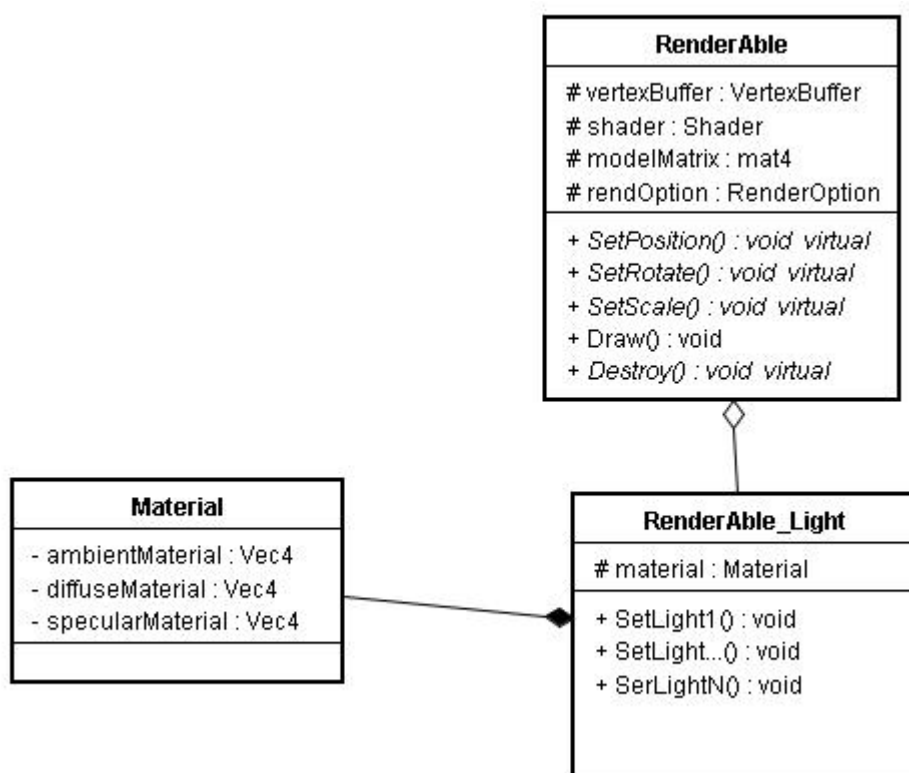 RenderAble
# vertexBuffer : VertexBuffer
# shader : Shader
# modelMatrix : mat4
# rendOption : RenderOption
+ SetPosition() : void virtual
+ SetRotate() : void virtual
+ SetScale() : void virtual
+ Draw() : void
+ Destroy() : void virtual
Material
- ambientMaterial : Vec4
- diffuseMaterial : Vec4
- specularMaterial : Vec4
RenderAble_Light
# material : Material
+ SetLight1() : void
+ SetLight...() : void
+ SerLightN() : void